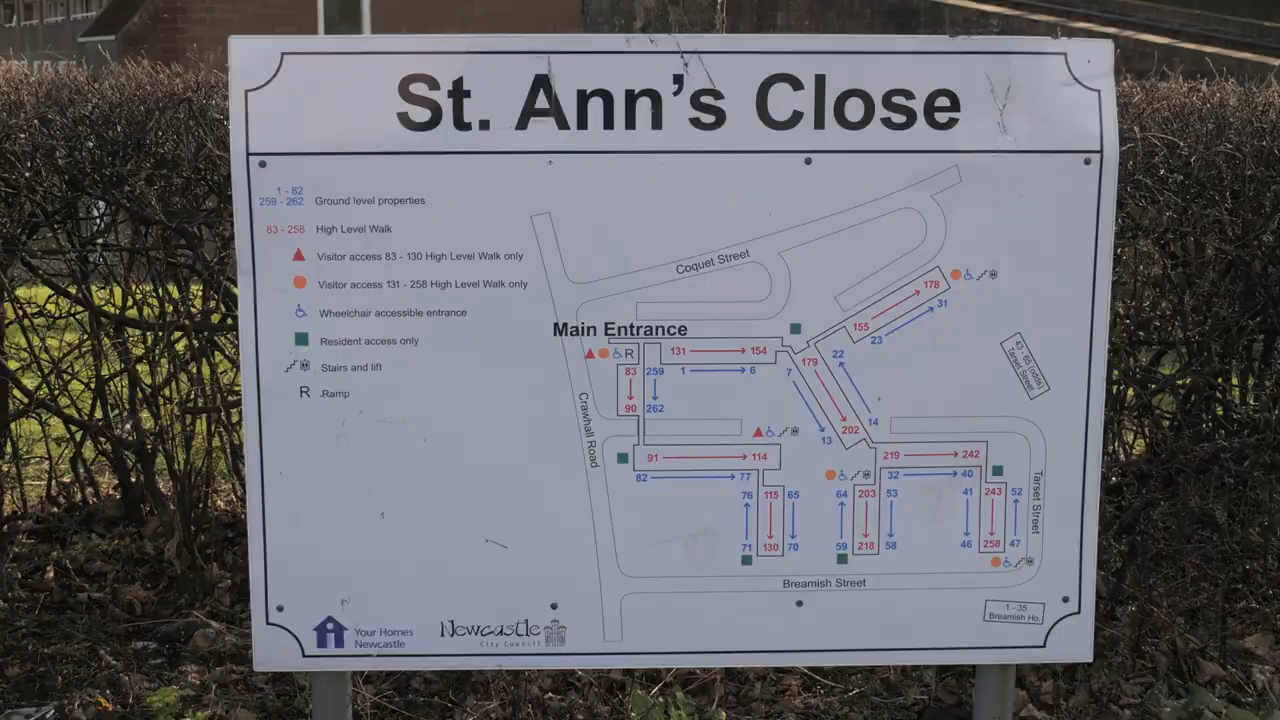 St. Ann's Close
1 - 82
259 - 262 Ground level properties
83 - 258 High Level Walk
Visitor access 83 - 130 High Level Walk only
Visitor access 131 - 258 High Level Walk only
Wheelchair accessible entrance
Resident access only
Stairs and lift
R .Ramp
Coquet Street
Main Entrance
R
Crawhall Road
131 154
1 6
83 259
90 262
91 114
82 77
76 115 65
71 130 70
155 178
23 31
179 22
7
13 202 14
219 242
32 40
64 203 53
59 218 58
41 243 52
46 258 47
43 - 65 (odds)
Tarset Street
Tarset Street
Breamish Street
1 - 35
Breamish Ho.
Your Homes
Newcastle
Newcastle
City Council